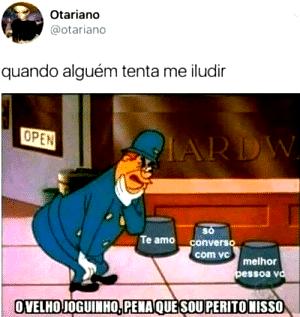 Otariano
@otariano
quando alguém tenta me iludir
OPEN
HARDW
Te amo
só
converso
com vc
melhor
pessoa vc
O VELHO JOGUINHO, PENA QUE SOU PERITO NISSO